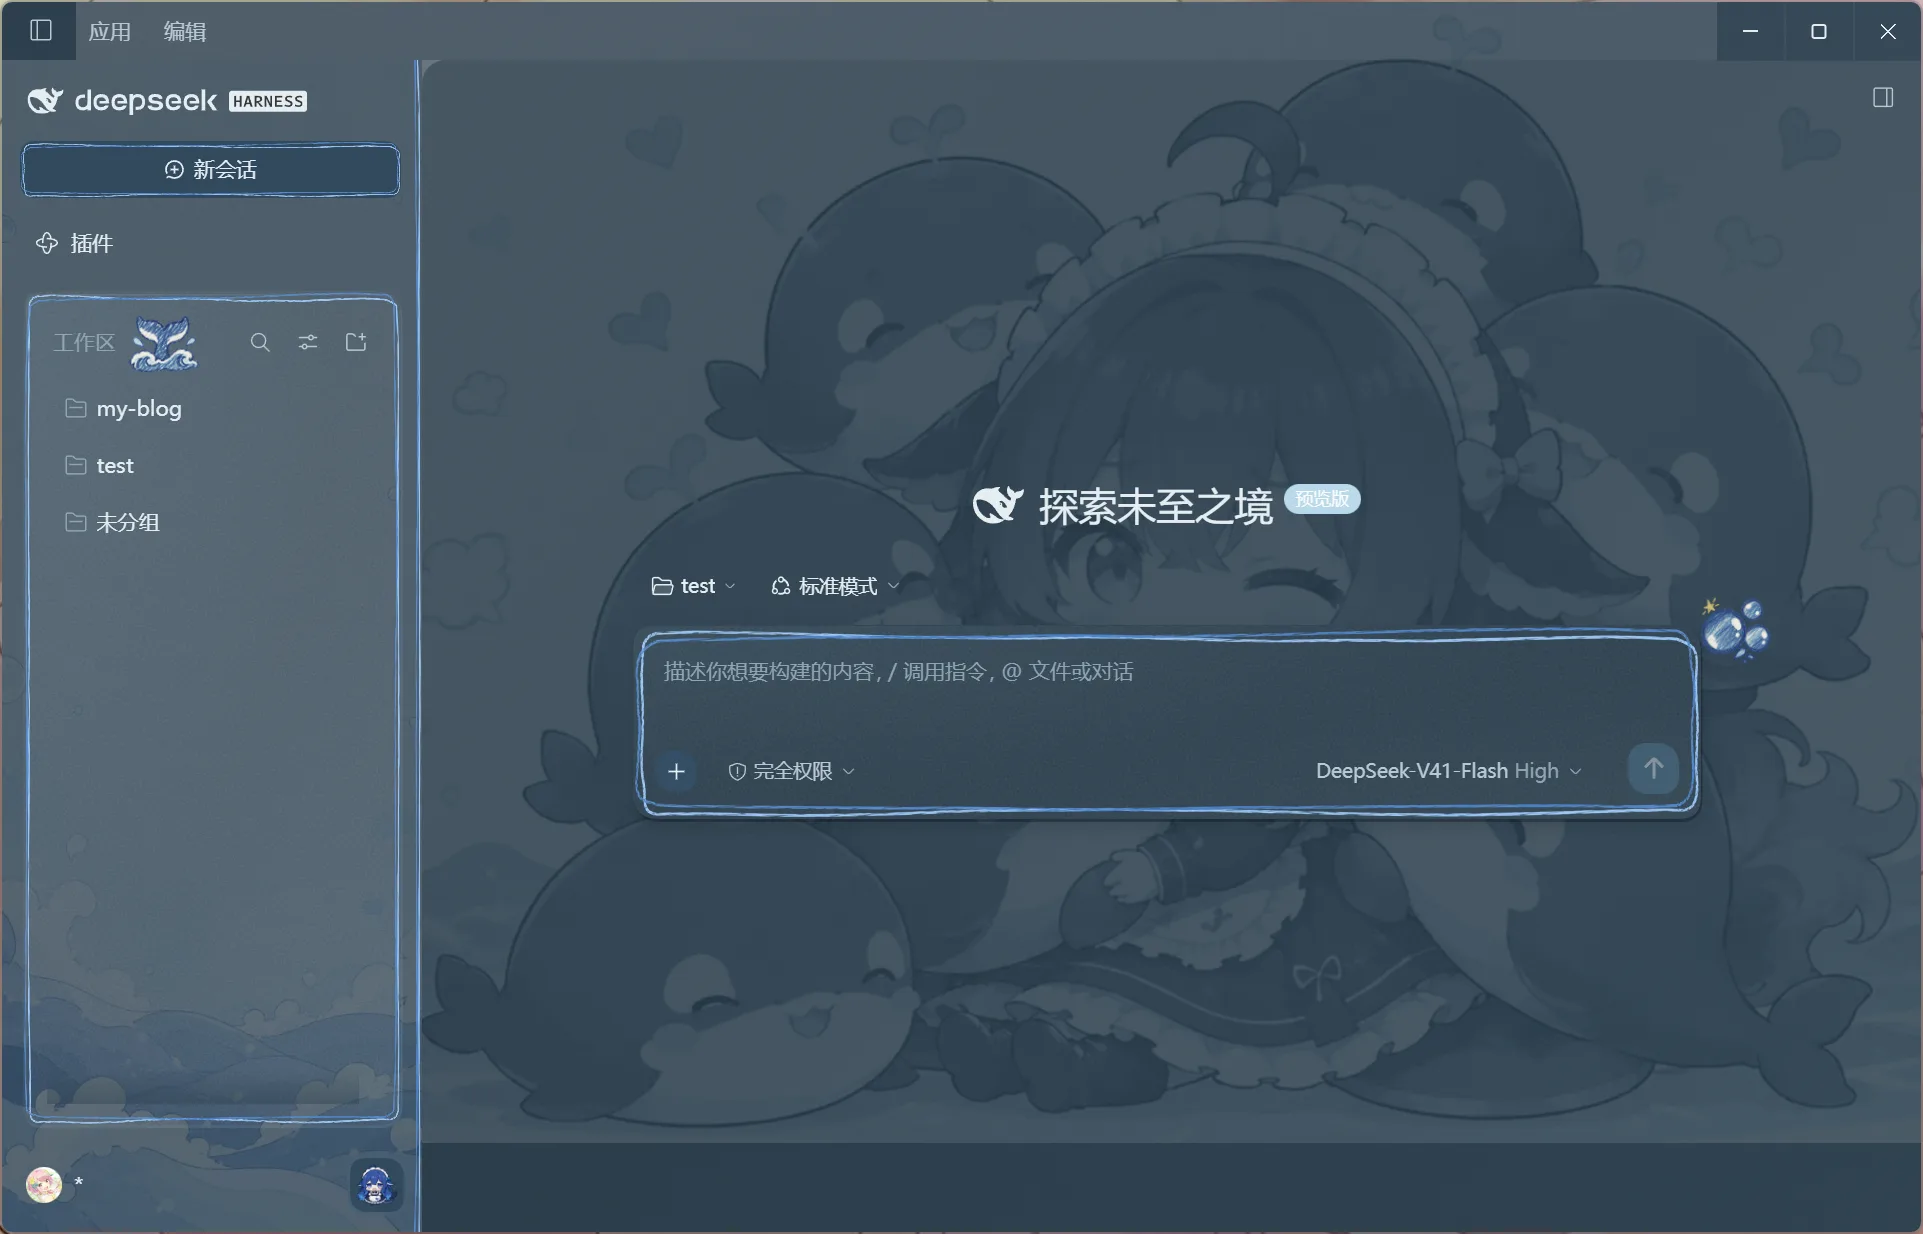 应用 编辑
deepseek HARNESS
新会话
插件
工作区
my-blog
test
未分组
*
探索未至之境 预览版
test 标准模式
描述你想要构建的内容, / 调用指令, @ 文件或对话
完全权限 DeepSeek-V41-Flash High